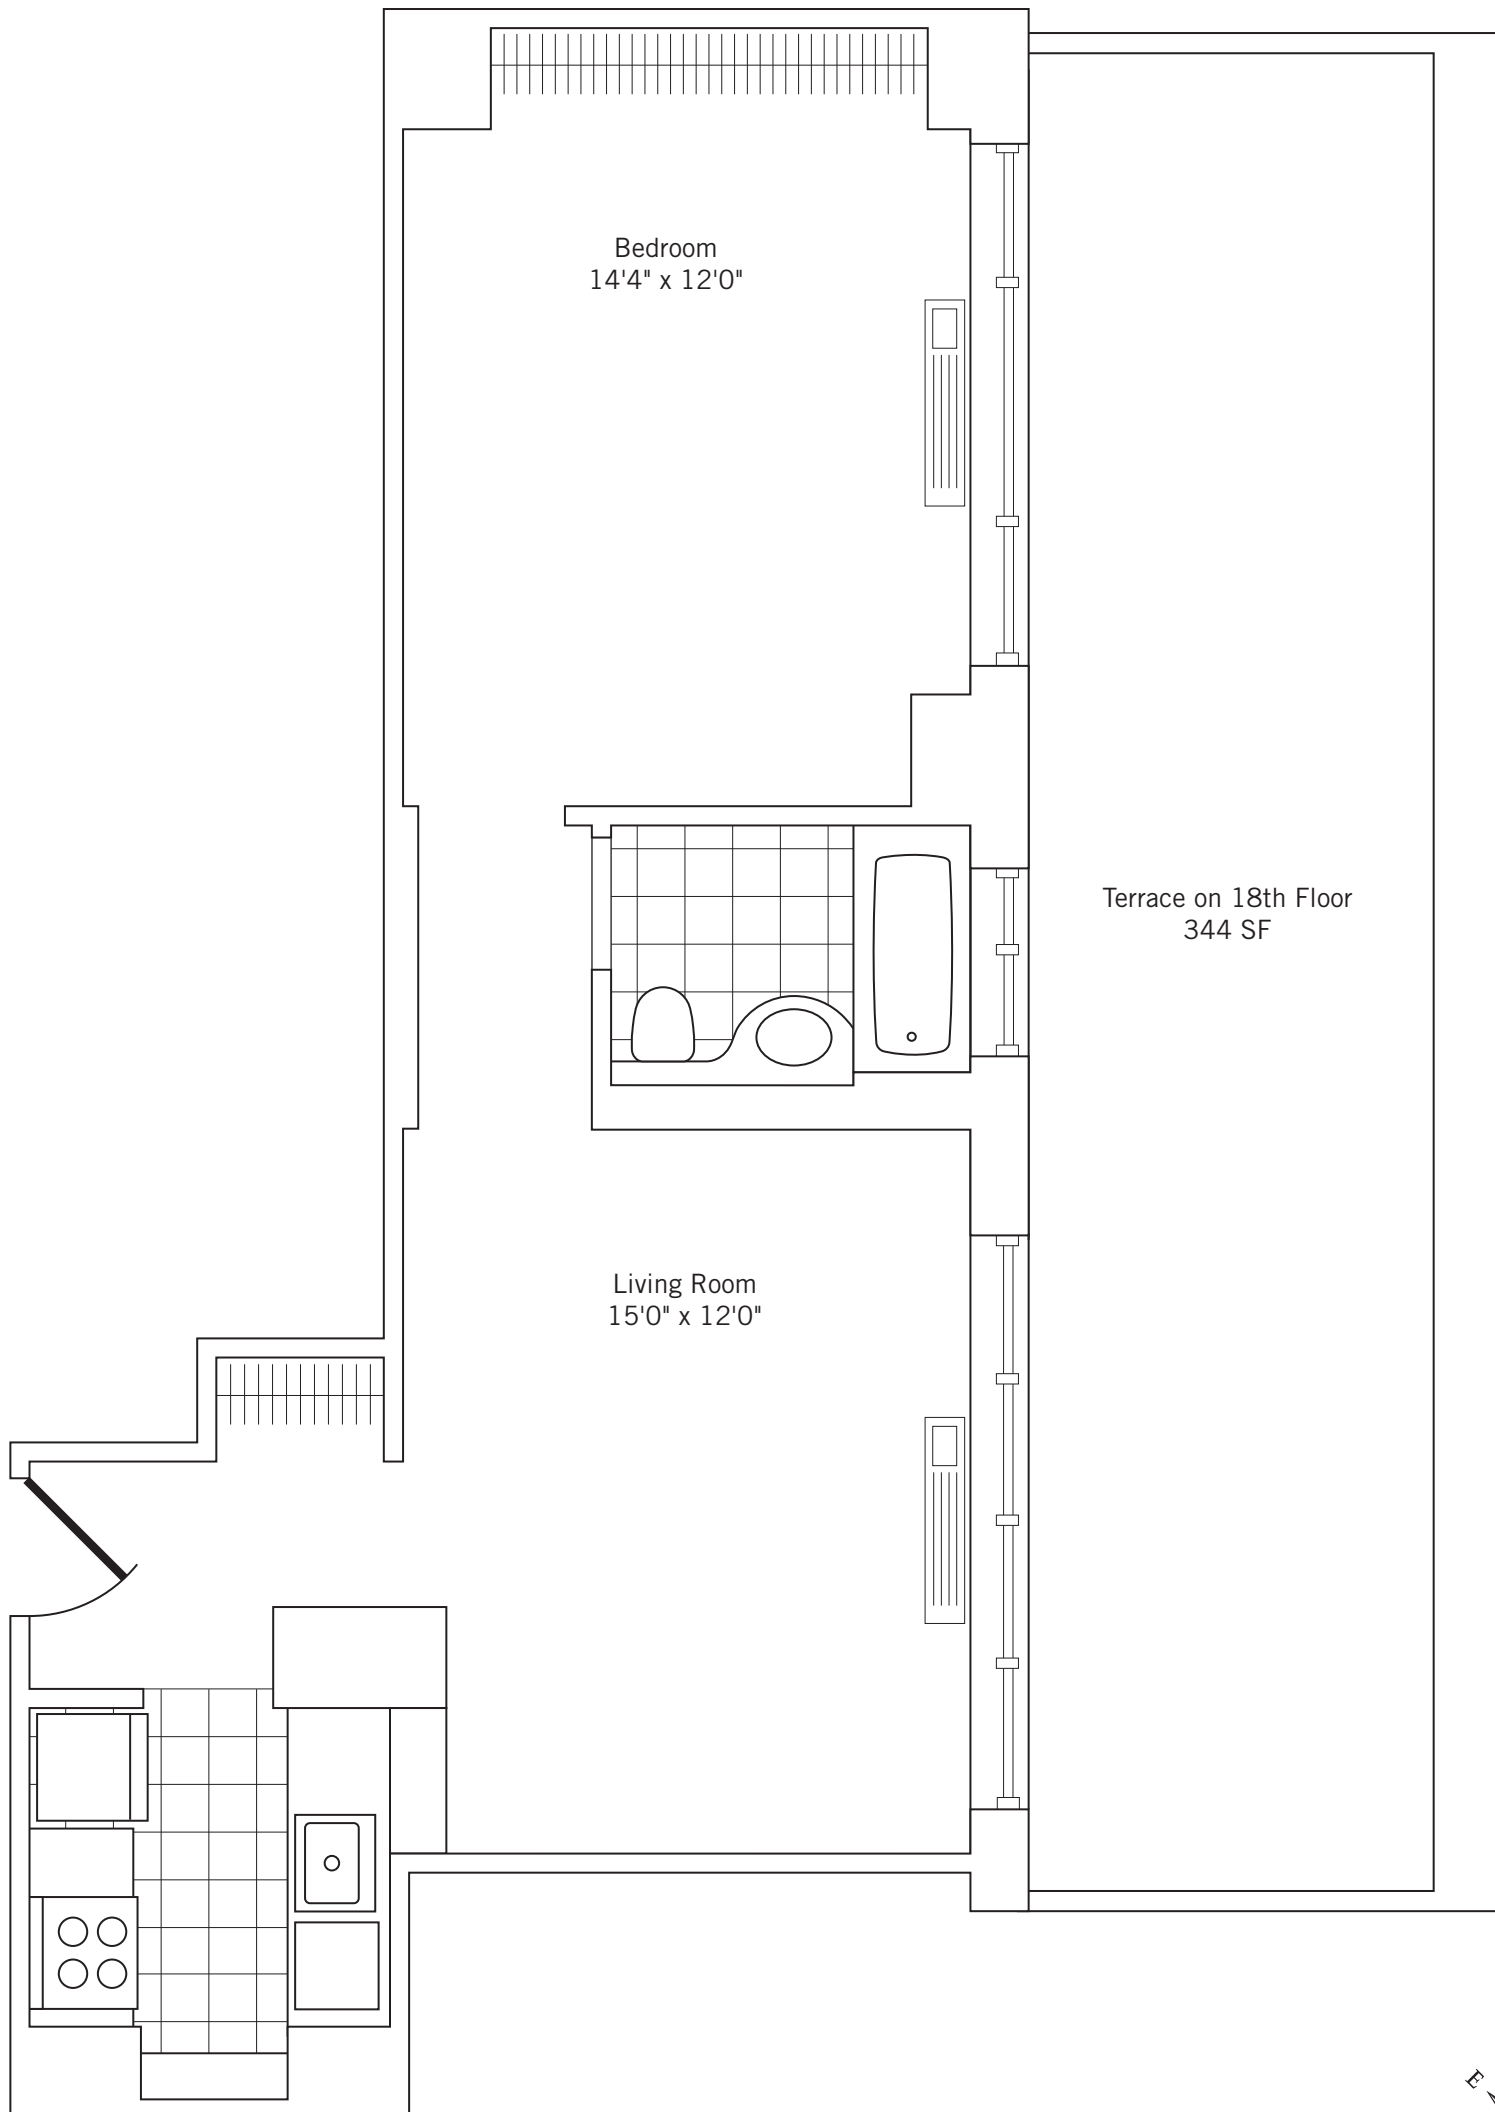 Bedroom
14'4" x 12'0"
Terrace on 18th Floor
344 SF
Living Room
15'0" x 12'0"
E